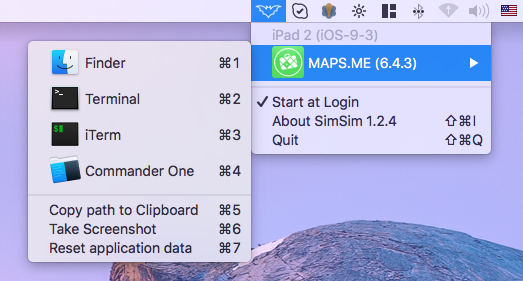 iPad 2 (iOS-9-3)
MAPS.ME (6.4.3)
Start at Login
About SimSim 1.2.4 ⇧⌘I
Quit ⇧⌘Q
Finder ⌘1
Terminal ⌘2
iTerm ⌘3
Commander One ⌘4
Copy path to Clipboard ⌘5
Take Screenshot ⌘6
Reset application data ⌘7